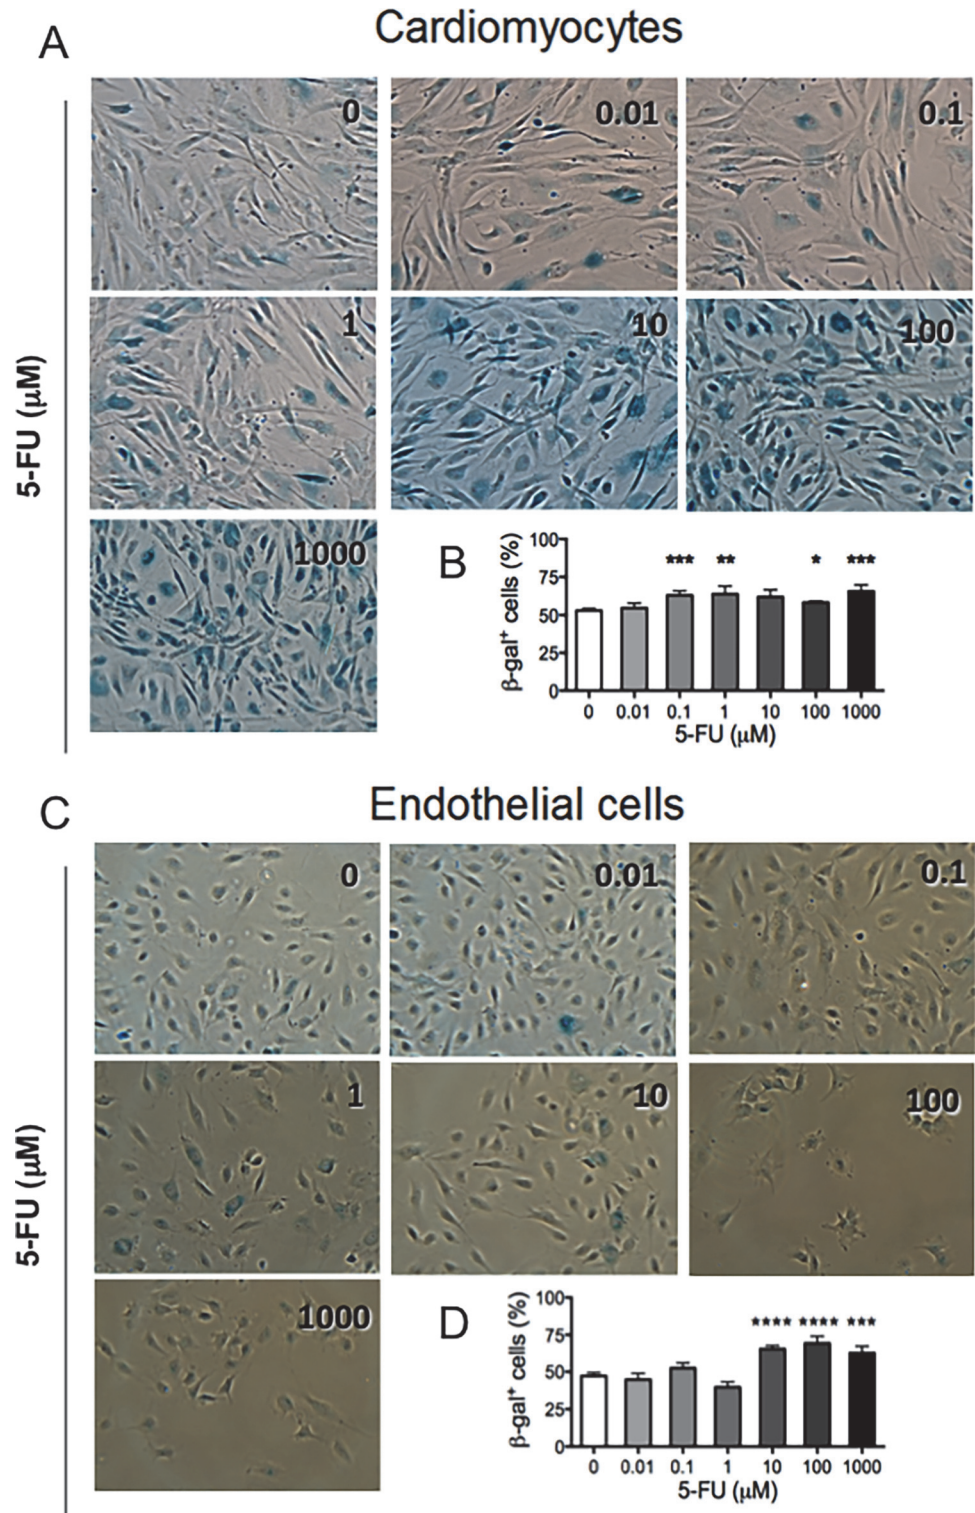 A
Cardiomyocytes
5-FU (μM)
0
0.01
0.1
1
10
100
1000
B
β-gal⁺ cells (%)
100
75
50
25
0
*** ** * ***
0 0.01 0.1 1 10 100 1000
5-FU (μM)
C
Endothelial cells
5-FU (μM)
0
0.01
0.1
1
10
100
1000
D
β-gal⁺ cells (%)
100
75
50
25
0
**** **** ***
0 0.01 0.1 1 10 100 1000
5-FU (μM)